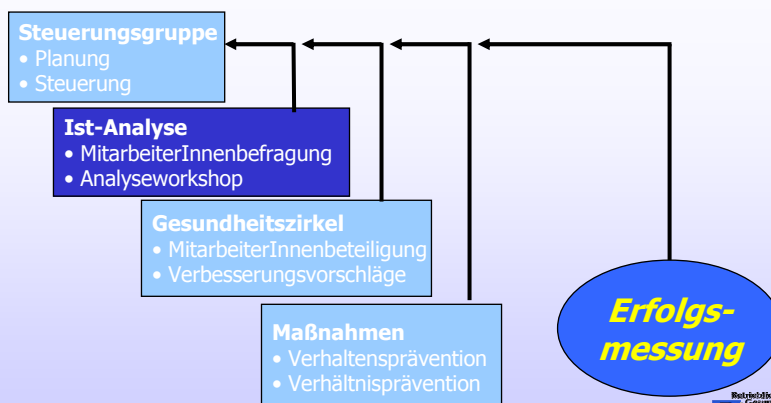 Steuerungsgruppe
• Planung
• Steuerung
Ist-Analyse
• MitarbeiterInnenbefragung
• Analyseworkshop
Gesundheitszirkel
• MitarbeiterInnenbeteiligung
• Verbesserungsvorschläge
Maßnahmen
• Verhaltensprävention
• Verhältnisprävention
Erfolgs-
messung